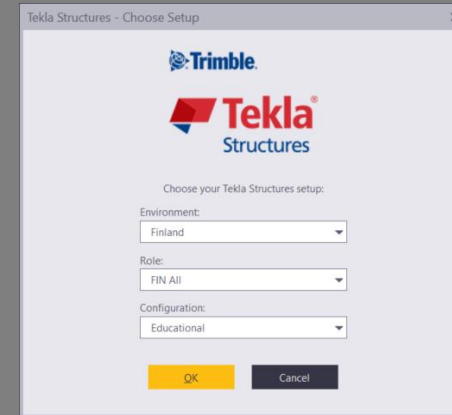 Tekla Structures - Choose Setup
Trimble.
Tekla®
Structures
Choose your Tekla Structures setup:
Environment:
Finland
Role:
FIN All
Configuration:
Educational
OK
Cancel